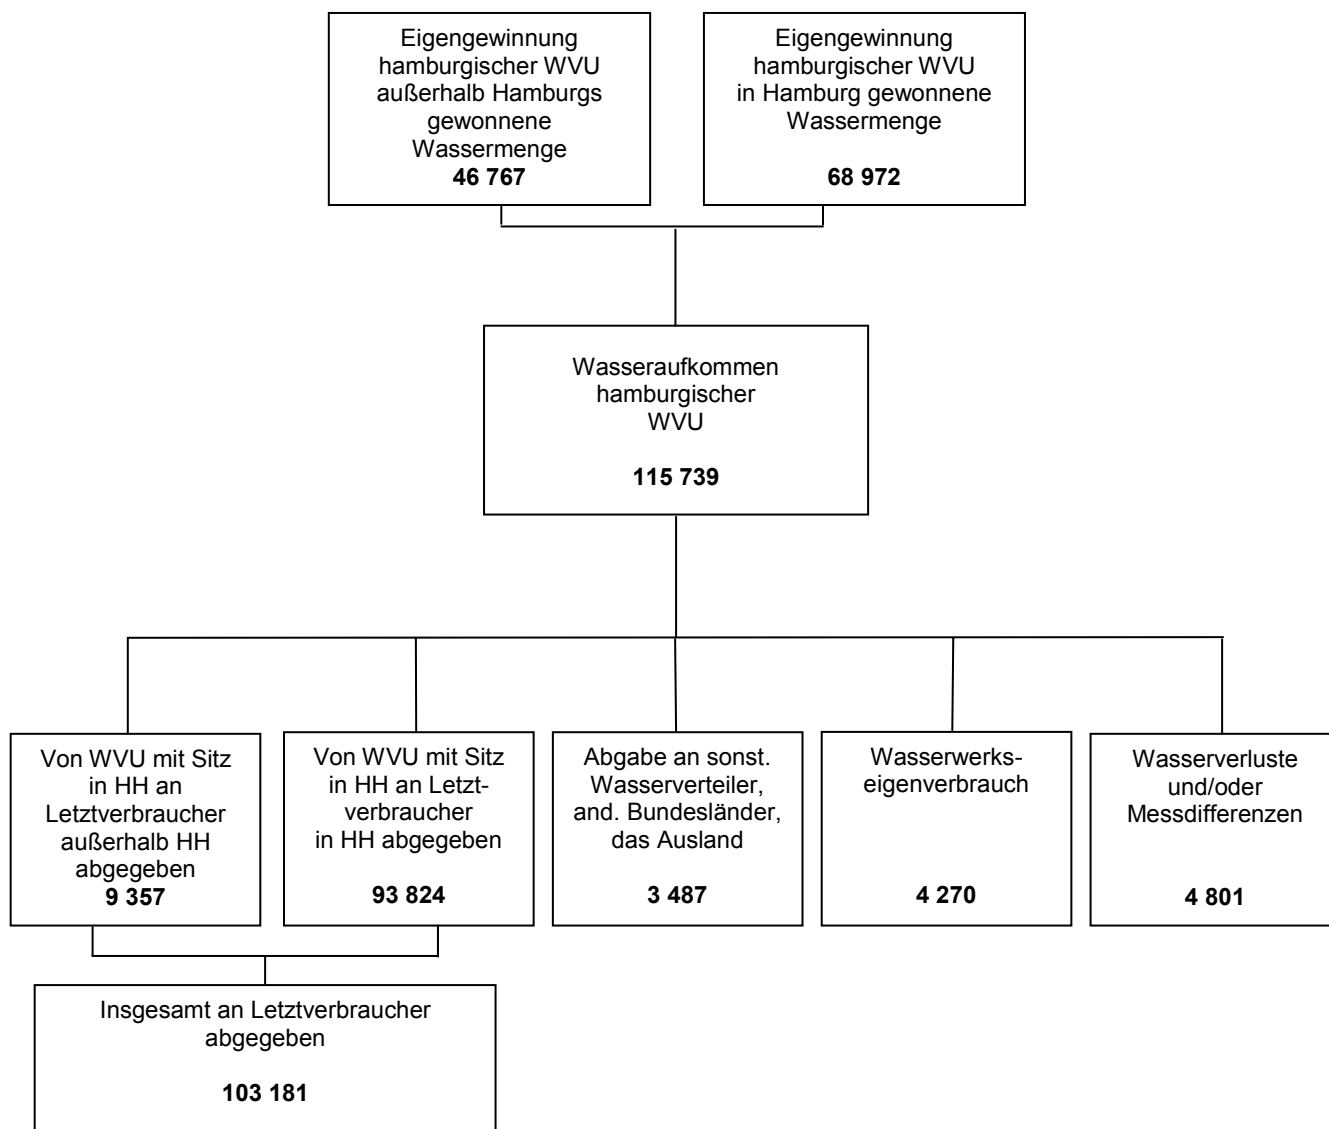 Eigengewinnung
hamburgischer WVU
außerhalb Hamburgs
gewonnene
Wassermenge
46 767
Eigengewinnung
hamburgischer WVU
in Hamburg gewonnene
Wassermenge
68 972
Wasseraufkommen
hamburgischer
WVU
115 739
Von WVU mit Sitz
in HH an
Letztverbraucher
außerhalb HH
abgegeben
9 357
Von WVU mit Sitz
in HH an Letzt-
verbraucher
in HH abgegeben
93 824
Abgabe an sonst.
Wasserverteiler,
and. Bundesländer,
das Ausland
3 487
Wasserwerks-
eigenverbrauch
4 270
Wasserverluste
und/oder
Messdifferenzen
4 801
Insgesamt an Letztverbraucher
abgegeben
103 181